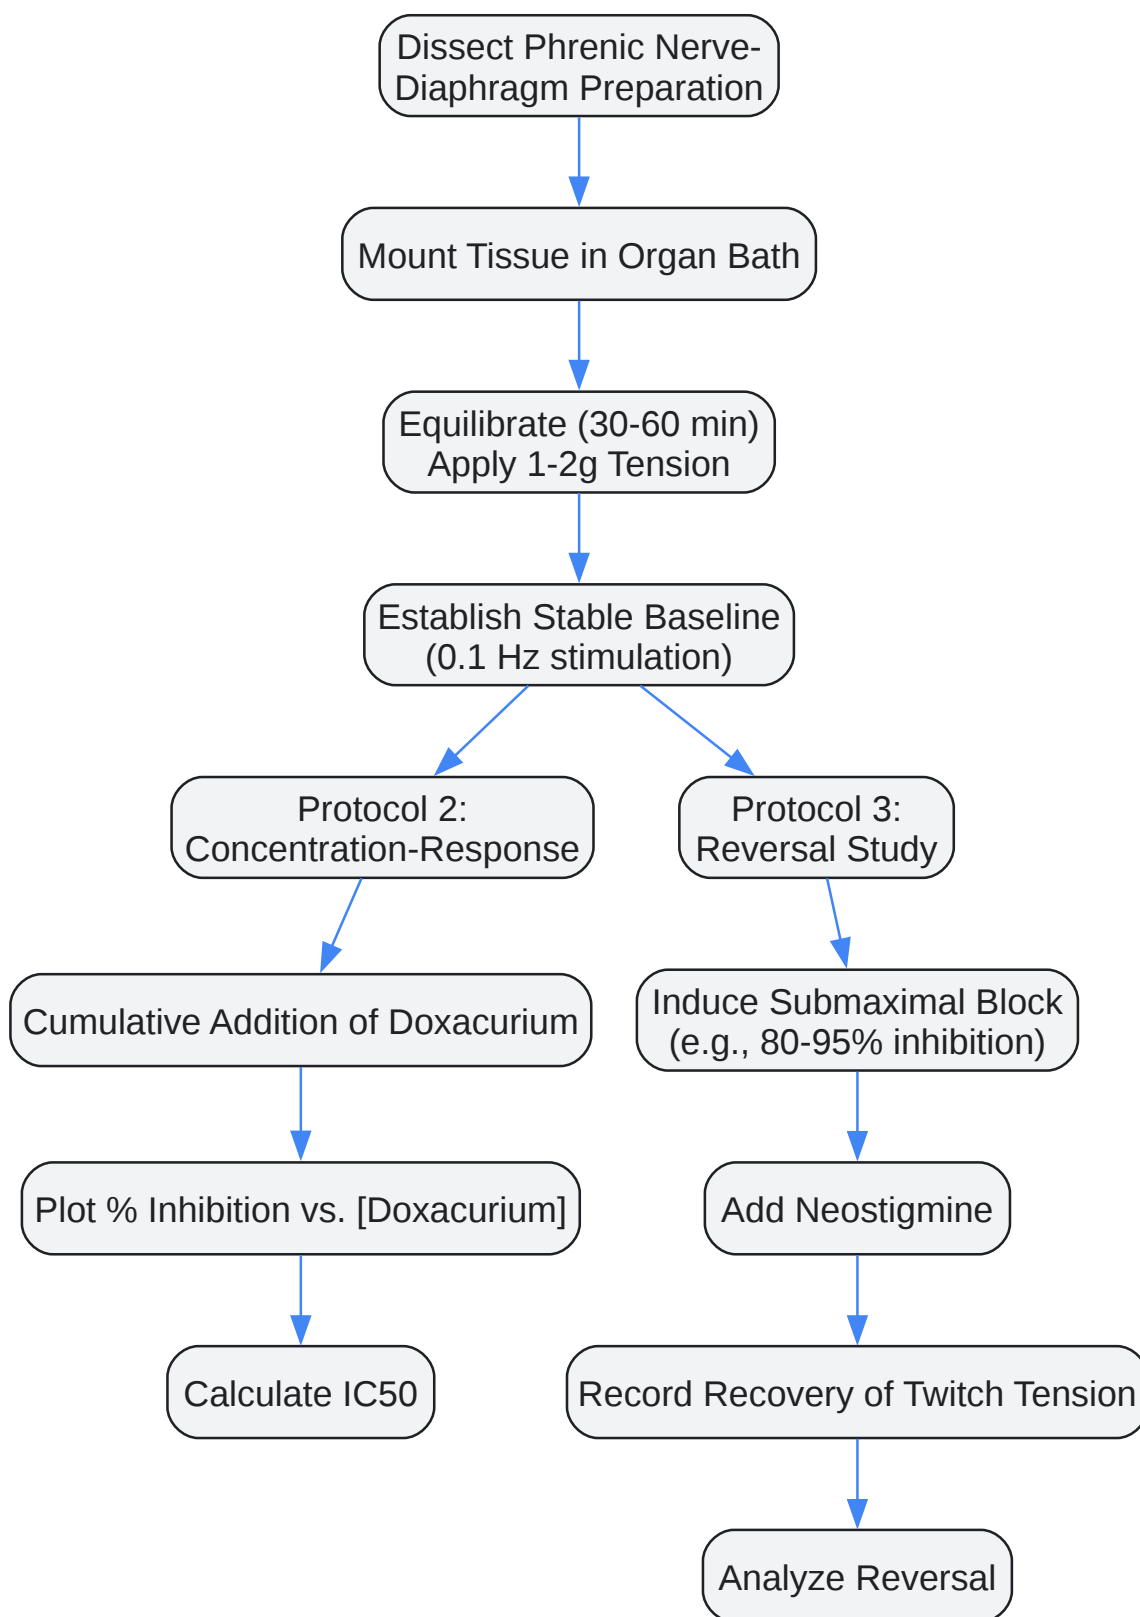 Dissect Phrenic Nerve-
Diaphragm Preparation
Mount Tissue in Organ Bath
Equilibrate (30-60 min)
Apply 1-2g Tension
Establish Stable Baseline
(0.1 Hz stimulation)
Protocol 2:
Concentration-Response
Protocol 3:
Reversal Study
Cumulative Addition of Doxacurium
Induce Submaximal Block
(e.g., 80-95% inhibition)
Plot % Inhibition vs. [Doxacurium]
Add Neostigmine
Calculate IC50
Record Recovery of Twitch Tension
Analyze Reversal